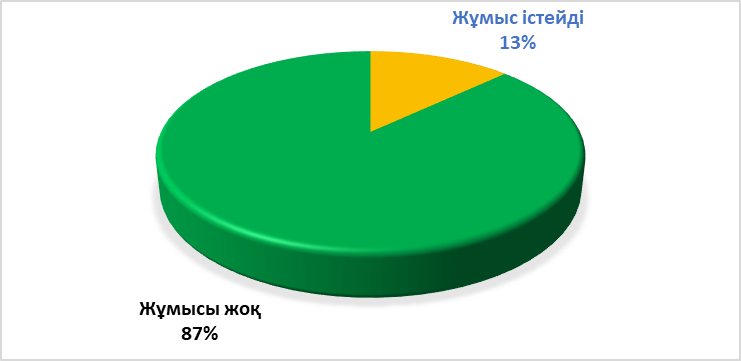 Жұмыс істейді
13%
Жұмысы жоқ
87%